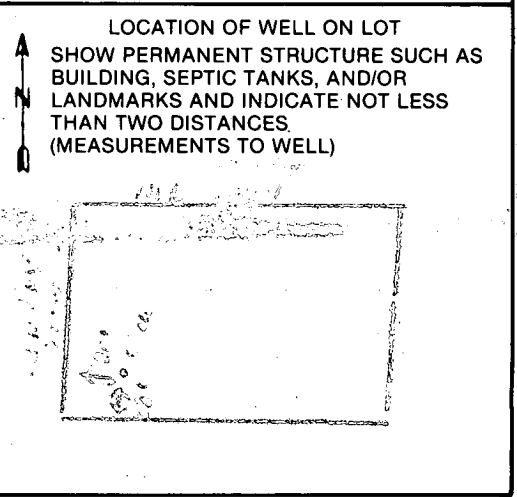 LOCATION OF WELL ON LOT
SHOW PERMANENT STRUCTURE SUCH AS
BUILDING, SEPTIC TANKS, AND/OR
N LANDMARKS AND INDICATE NOT LESS
THAN TWO DISTANCES.
(MEASUREMENTS TO WELL)